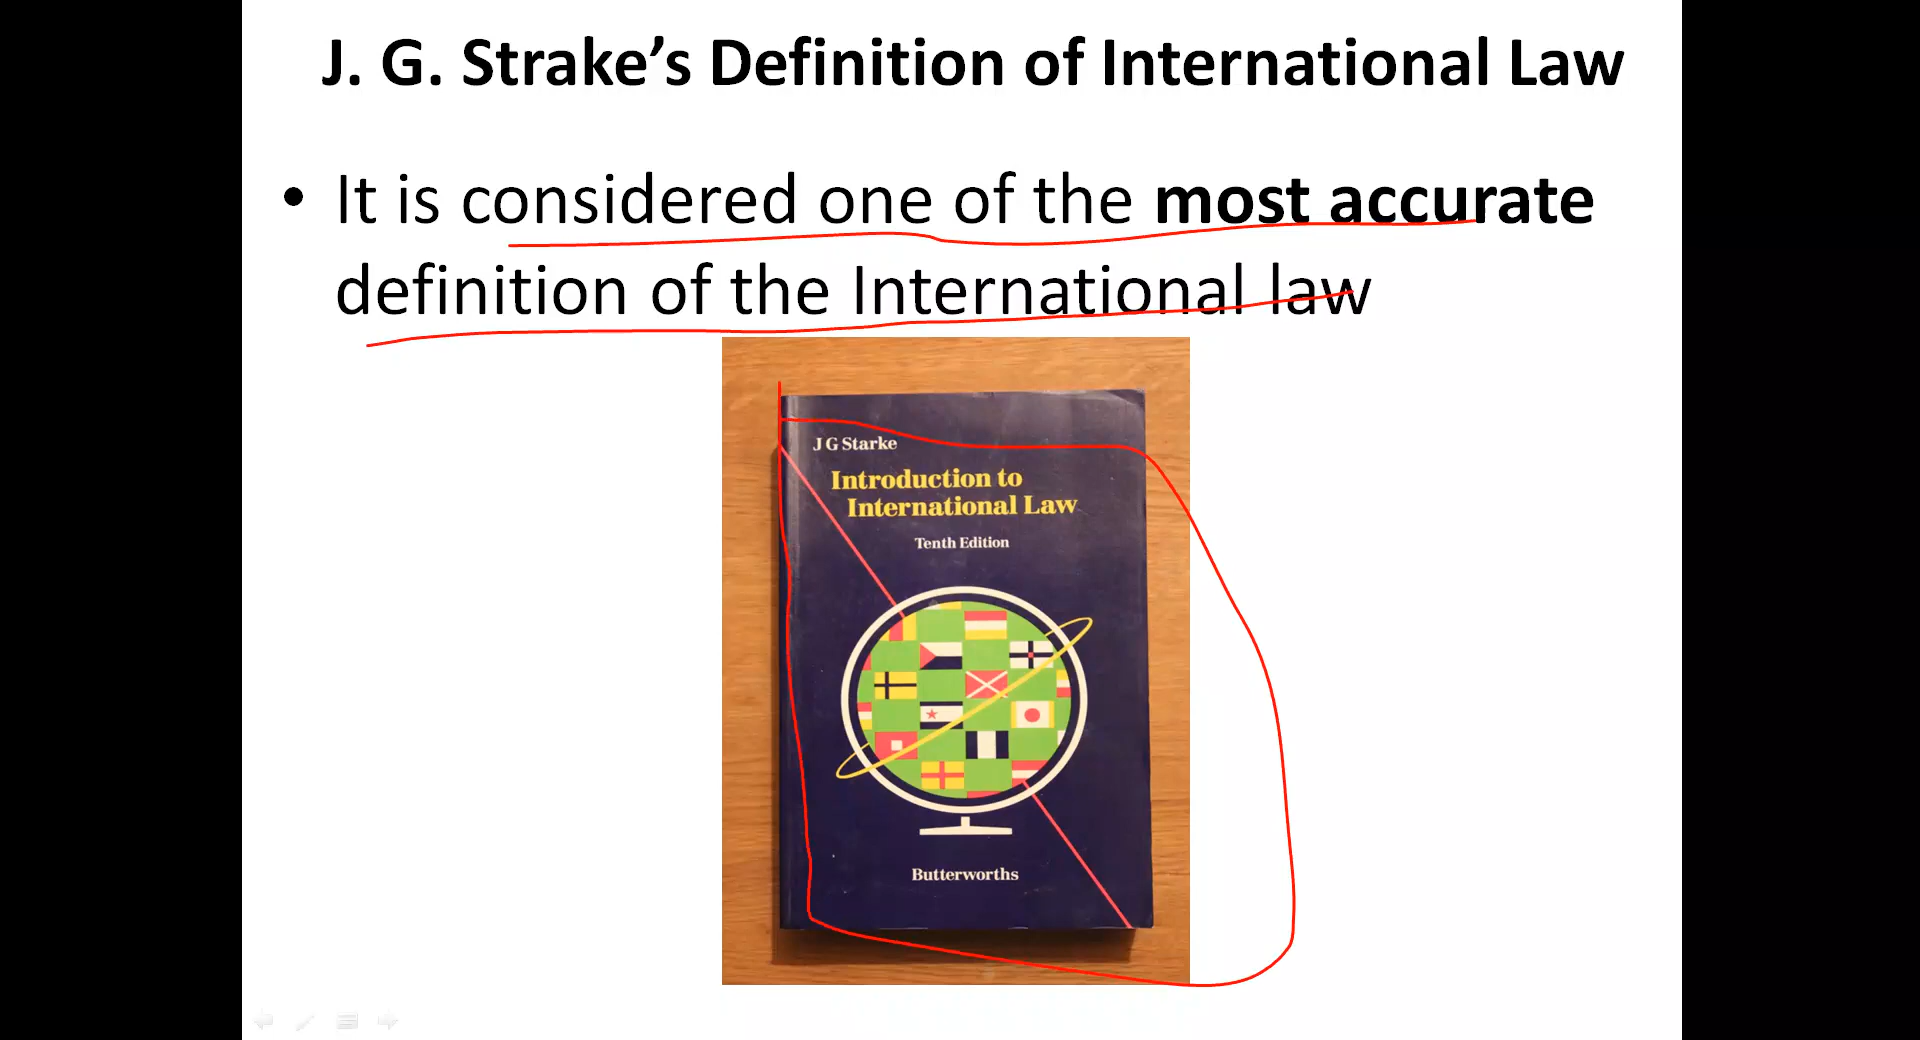 J. G. Strake’s Definition of International Law
• It is considered one of the most accurate
definition of the International law
J G Starke
Introduction to
International Law
Tenth Edition
Butterworths